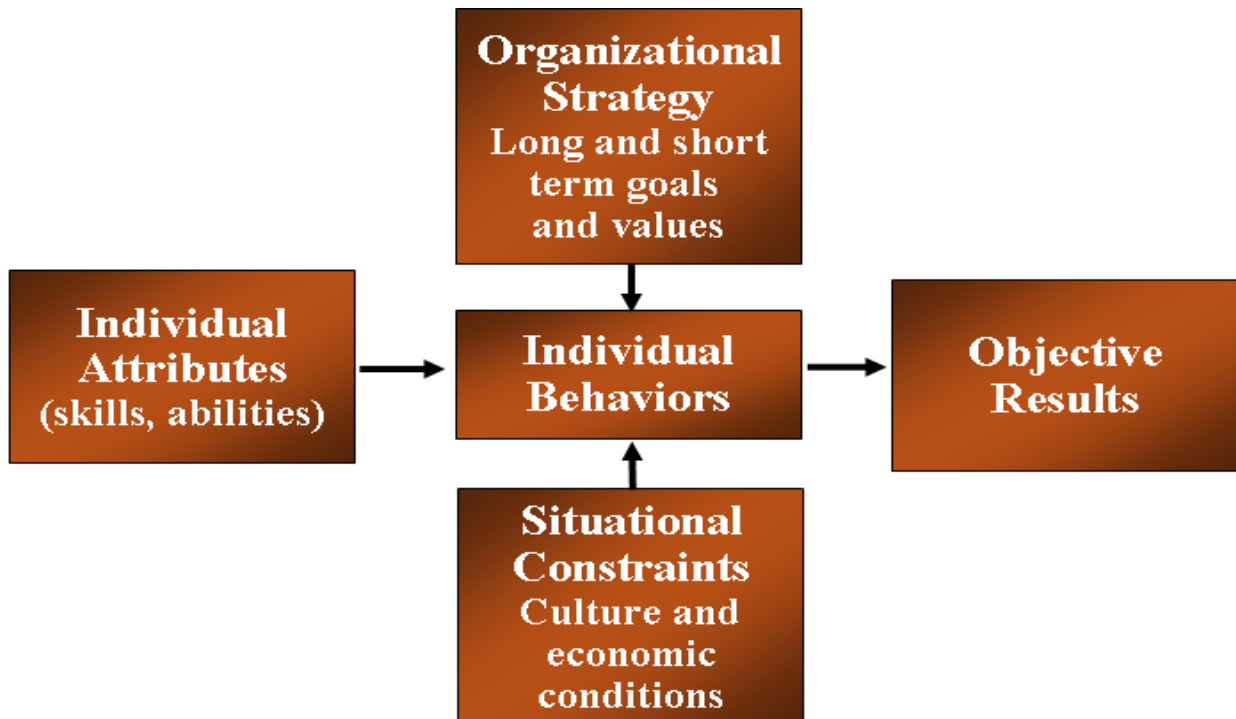 Organizational
Strategy
Long and short
term goals
and values
Individual
Attributes
(skills, abilities)
Individual
Behaviors
Objective
Results
Situational
Constraints
Culture and
economic
conditions